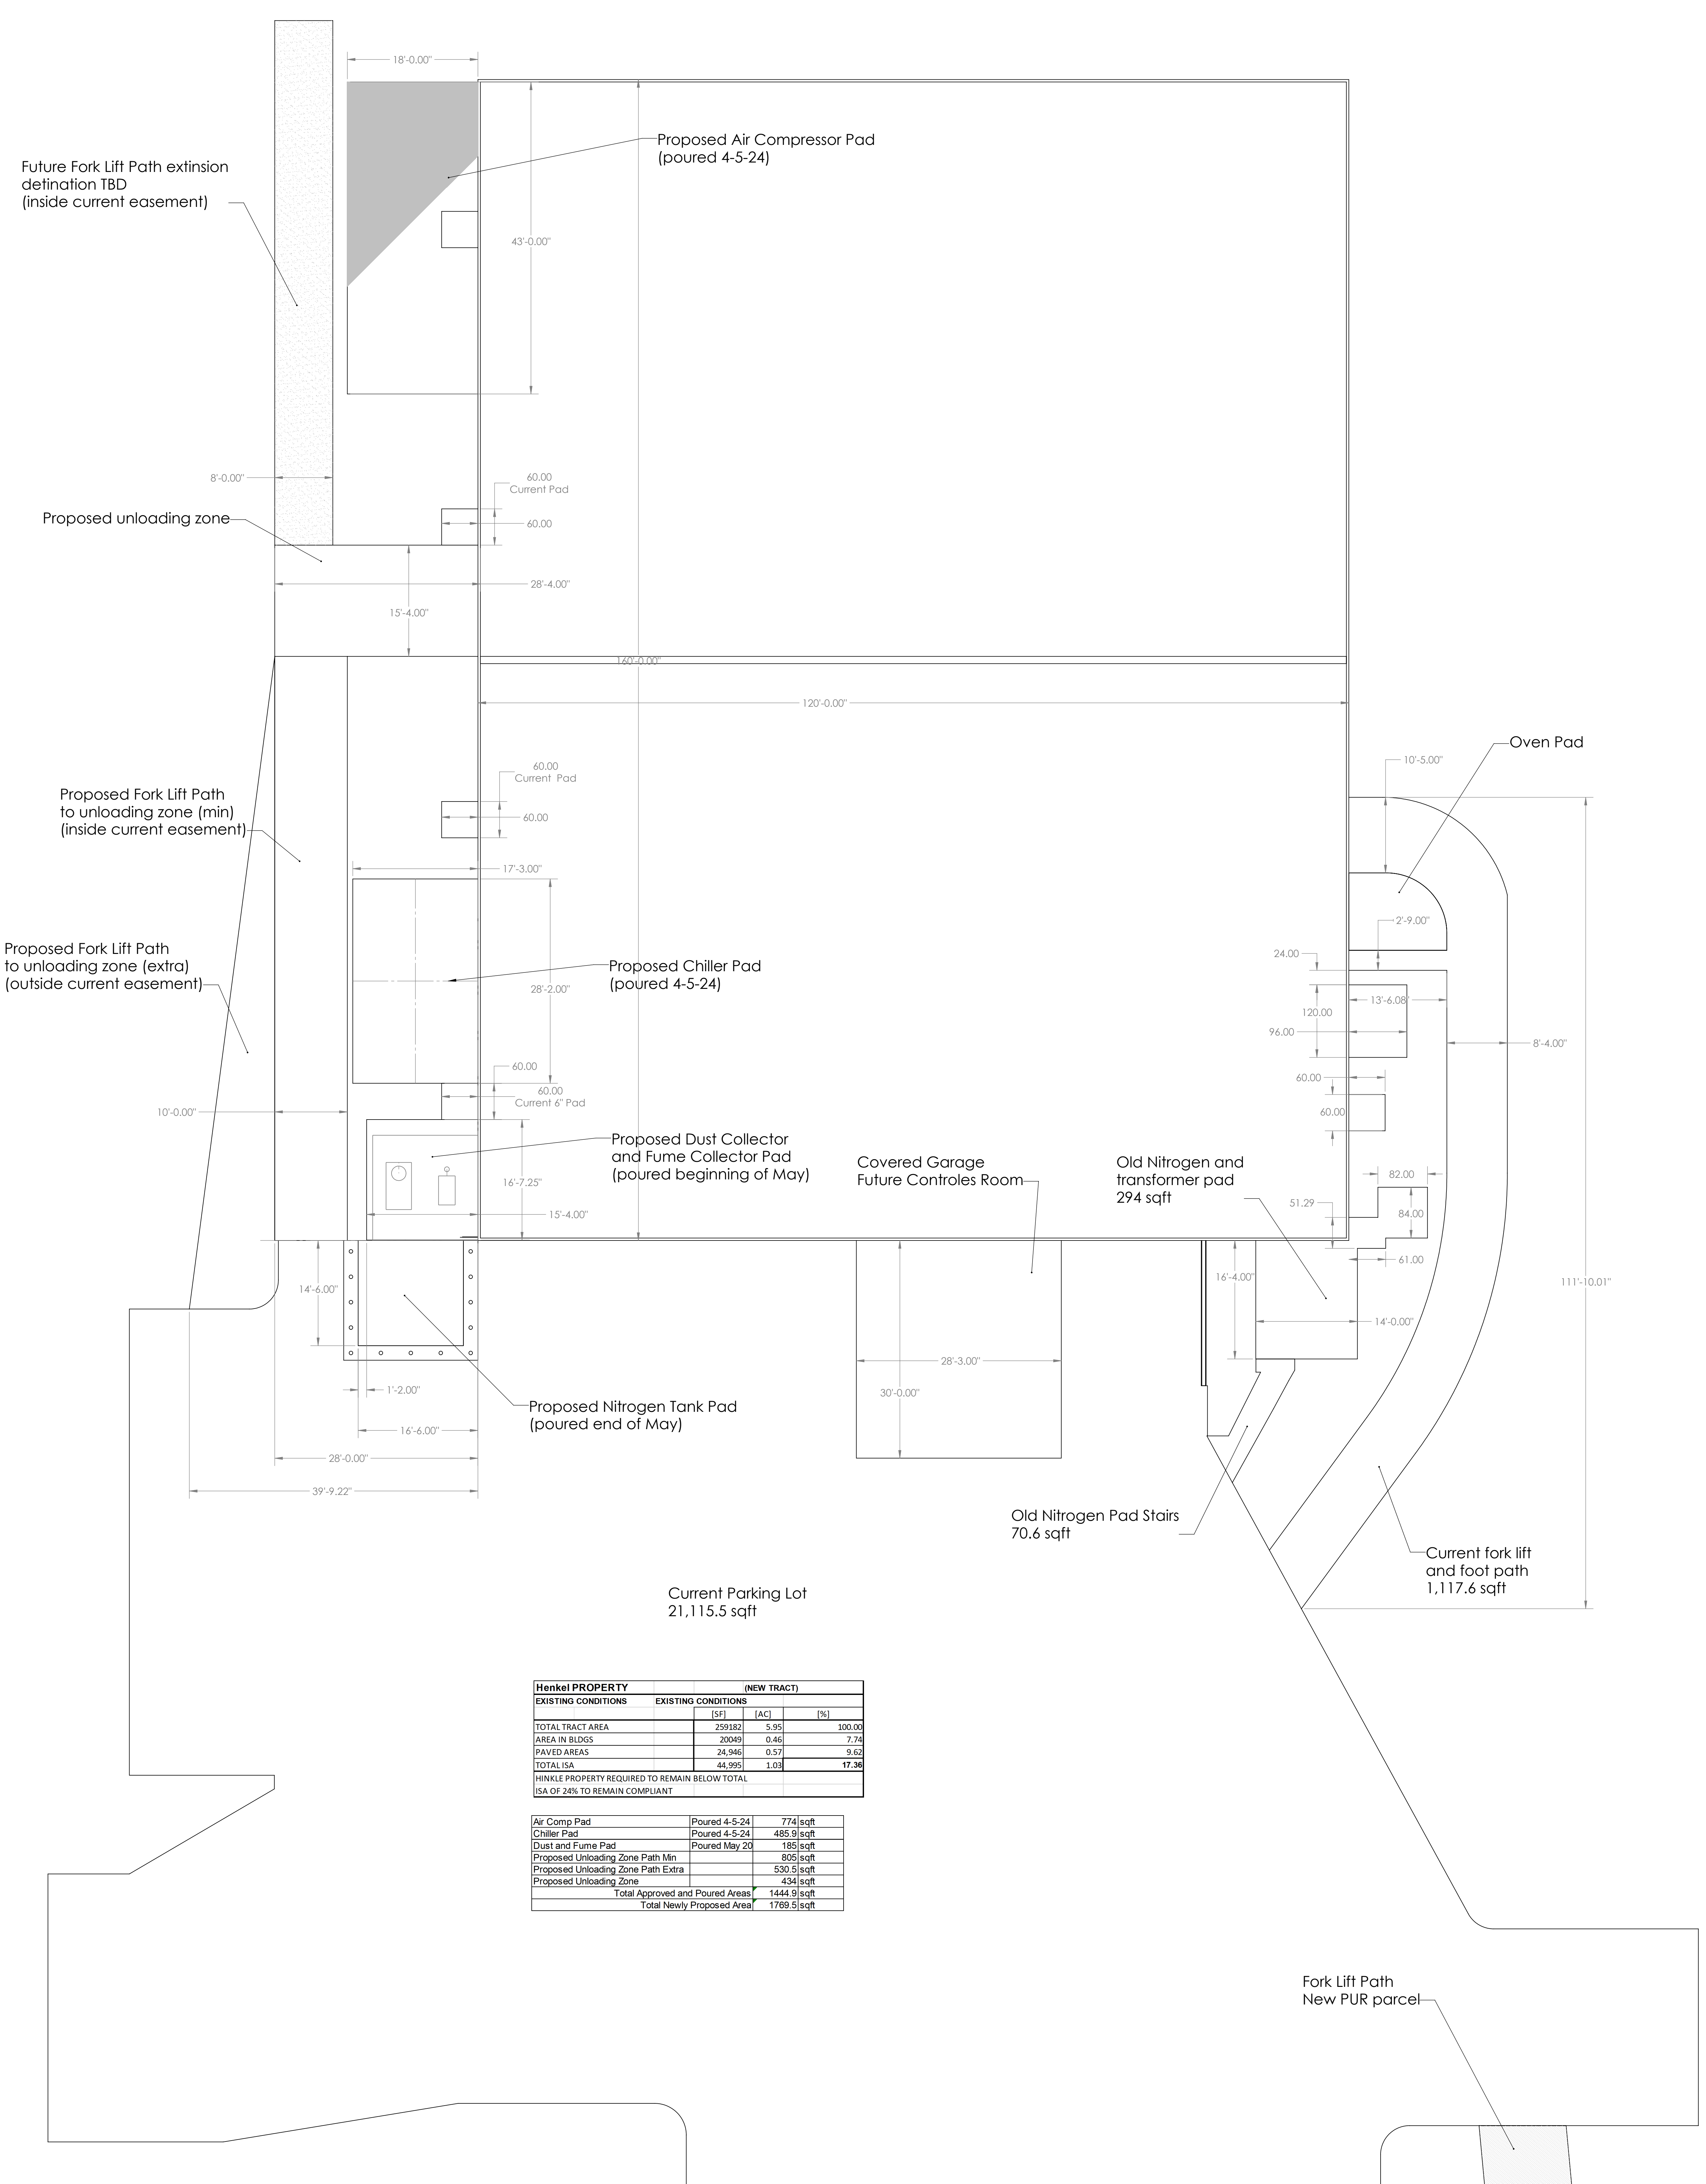 18'-0.00"
Proposed Air Compressor Pad
(poured 4-5-24)
Future Fork Lift Path extinsion
detination TBD
(inside current easement)
43'-0.00"
8'-0.00"
60.00
Current Pad
60.00
Proposed unloading zone
28'-4.00"
15'-4.00"
160'-0.00"
120'-0.00"
Oven Pad
10'-5.00"
60.00
Current Pad
60.00
Proposed Fork Lift Path
to unloading zone (min)
(inside current easement)
17'-3.00"
2'-9.00"
Proposed Fork Lift Path
to unloading zone (extra)
(outside current easement)
Proposed Chiller Pad
(poured 4-5-24)
28'-2.00"
24.00
13'-6.08"
120.00
96.00
8'-4.00"
60.00
60.00
Current 6" Pad
60.00
60.00
10'-0.00"
Proposed Dust Collector
and Fume Collector Pad
(poured beginning of May)
Covered Garage
Future Controles Room
Old Nitrogen and
transformer pad
294 sqft
82.00
16'-7.25"
15'-4.00"
51.29
84.00
61.00
14'-6.00"
16'-4.00"
111'-10.01"
14'-0.00"
28'-3.00"
30'-0.00"
1'-2.00"
Proposed Nitrogen Tank Pad
(poured end of May)
16'-6.00"
28'-0.00"
39'-9.22"
Old Nitrogen Pad Stairs
70.6 sqft
Current fork lift
and foot path
1,117.6 sqft
Current Parking Lot
21,115.5 sqft
Henkel PROPERTY (NEW TRACT)
EXISTING CONDITIONS EXISTING CONDITIONS
[SF] [AC] [%]
TOTAL TRACT AREA 259182 5.95 100.00
AREA IN BLDGS 20049 0.46 7.74
PAVED AREAS 24,946 0.57 9.62
TOTAL ISA 44,995 1.03 17.36
HINKLE PROPERTY REQUIRED TO REMAIN BELOW TOTAL
ISA OF 24% TO REMAIN COMPLIANT
Air Comp Pad Poured 4-5-24 774 sqft
Chiller Pad Poured 4-5-24 485.9 sqft
Dust and Fume Pad Poured May 20 185 sqft
Proposed Unloading Zone Path Min 805 sqft
Proposed Unloading Zone Path Extra 530.5 sqft
Proposed Unloading Zone 434 sqft
Total Approved and Poured Areas 1444.9 sqft
Total Newly Proposed Area 1769.5 sqft
Fork Lift Path
New PUR parcel